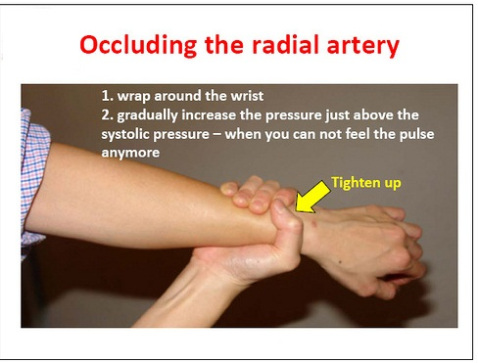 Occluding the radial artery
1. wrap around the wrist
2. gradually increase the pressure just above the
systolic pressure – when you can not feel the pulse
anymore
Tighten up